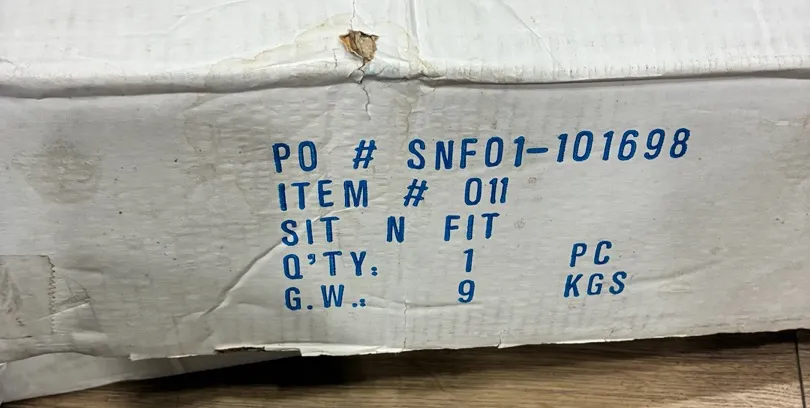 PO # SNF01-101698
ITEM # 011
SIT N FIT
Q'TY: 1 PC
G.W.: 9 KGS